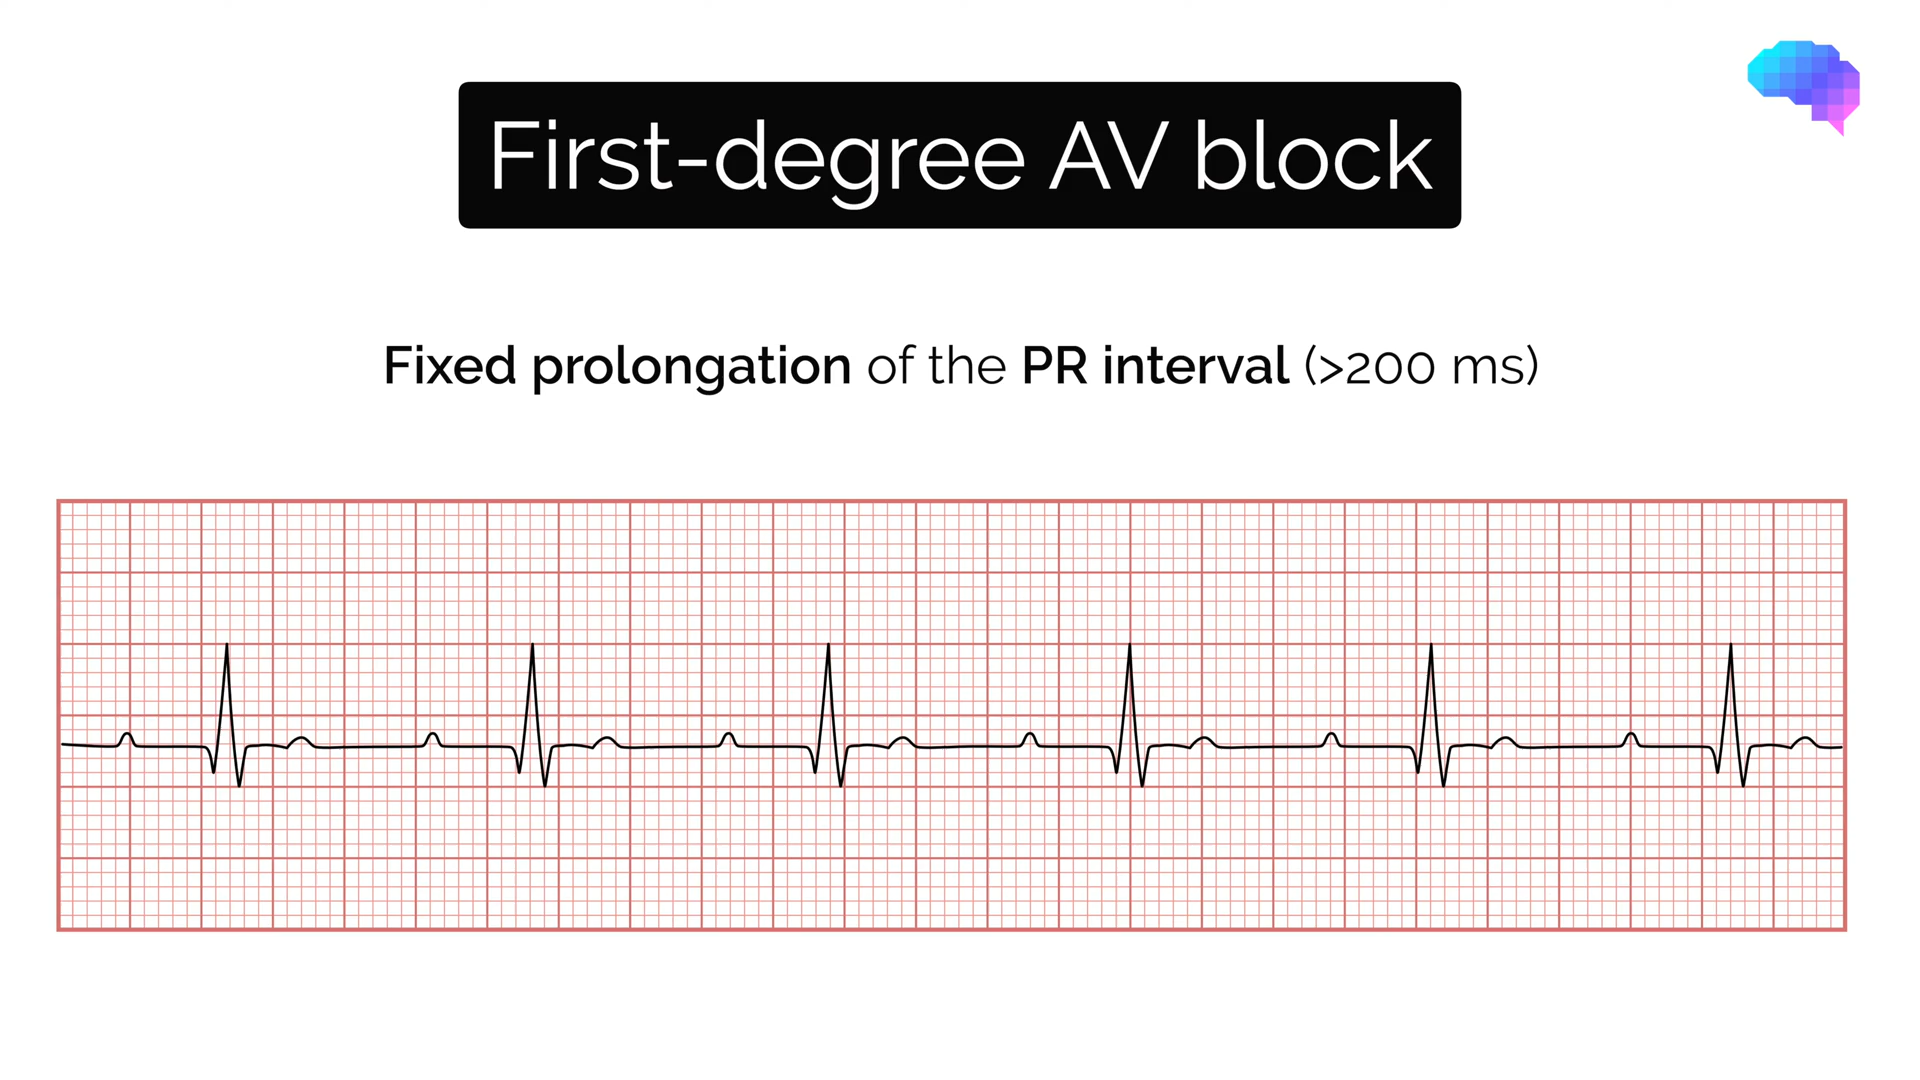 First-degree AV block
Fixed prolongation of the PR interval (>200 ms)